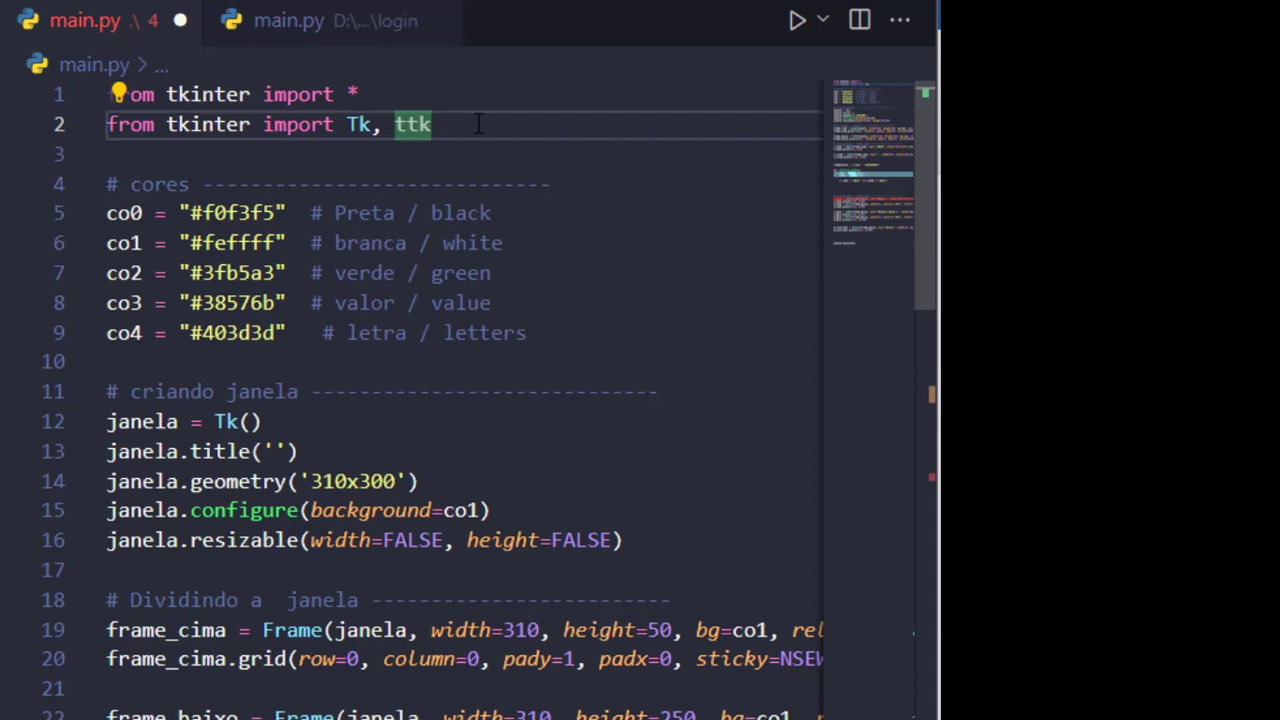 main.py .\ 4 ● main.py D:\...\login
main.py > ...
1 om tkinter import *
2 from tkinter import Tk, ttk
3
4 # cores -----------------------------
5 co0 = "#f0f3f5" # Preta / black
6 co1 = "#feffff" # branca / white
7 co2 = "#3fb5a3" # verde / green
8 co3 = "#38576b" # valor / value
9 co4 = "#403d3d" # letra / letters
10
11 # criando janela -----------------------------
12 janela = Tk()
13 janela.title('')
14 janela.geometry('310x300')
15 janela.configure(background=co1)
16 janela.resizable(width=FALSE, height=FALSE)
17
18 # Dividindo a  janela -------------------------
19 frame_cima = Frame(janela, width=310, height=50, bg=co1, rel
20 frame_cima.grid(row=0, column=0, pady=1, padx=0, sticky=NSEW
21
22 frame_baixo = Frame(janela, width=310, height=250, bg=co1,